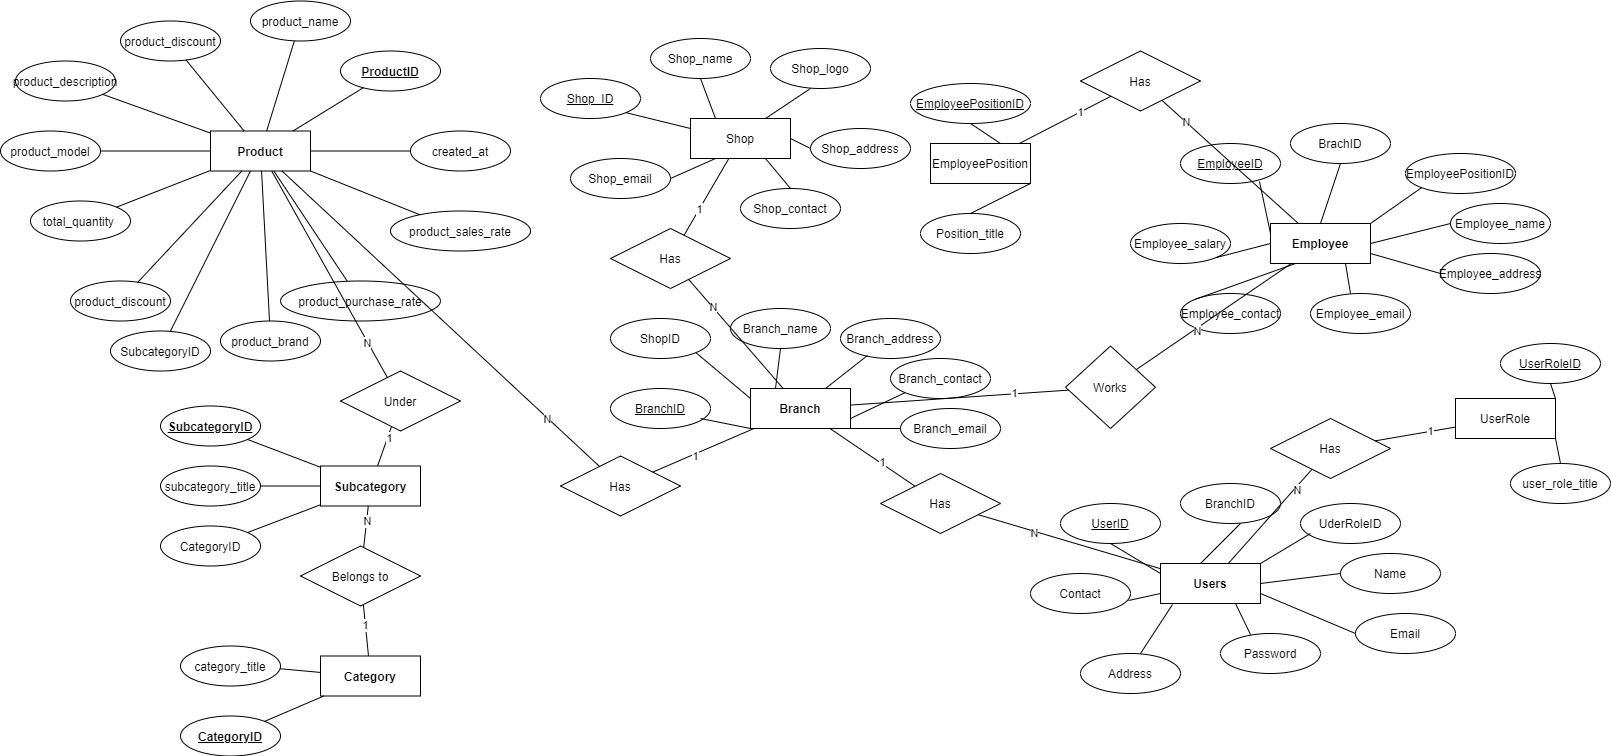 product_name
product_discount
ProductID
product_description
product_model
Product
created_at
total_quantity
product_sales_rate
product_discount
product_purchase_rate
SubcategoryID
product_brand
N
Under
1
SubcategoryID
subcategory_title
Subcategory
CategoryID
N
Belongs to
1
category_title
Category
CategoryID
Shop_name
Shop_logo
Shop_ID
Shop
Shop_address
Shop_email
Shop_contact
1
Has
N
ShopID
Branch_name
Branch_address
Branch_contact
BranchID
Branch
Branch_email
N
Has
1
1
Has
N
1
Works
N
EmployeePositionID
EmployeePosition
Position_title
1
Has
N
EmployeeID
BrachID
EmployeePositionID
Employee_name
Employee_salary
Employee
Employee_address
Employee_contact
Employee_email
UserRoleID
UserRole
user_role_title
1
Has
N
UserID
BranchID
UderRoleID
Contact
Users
Name
Email
Address
Password